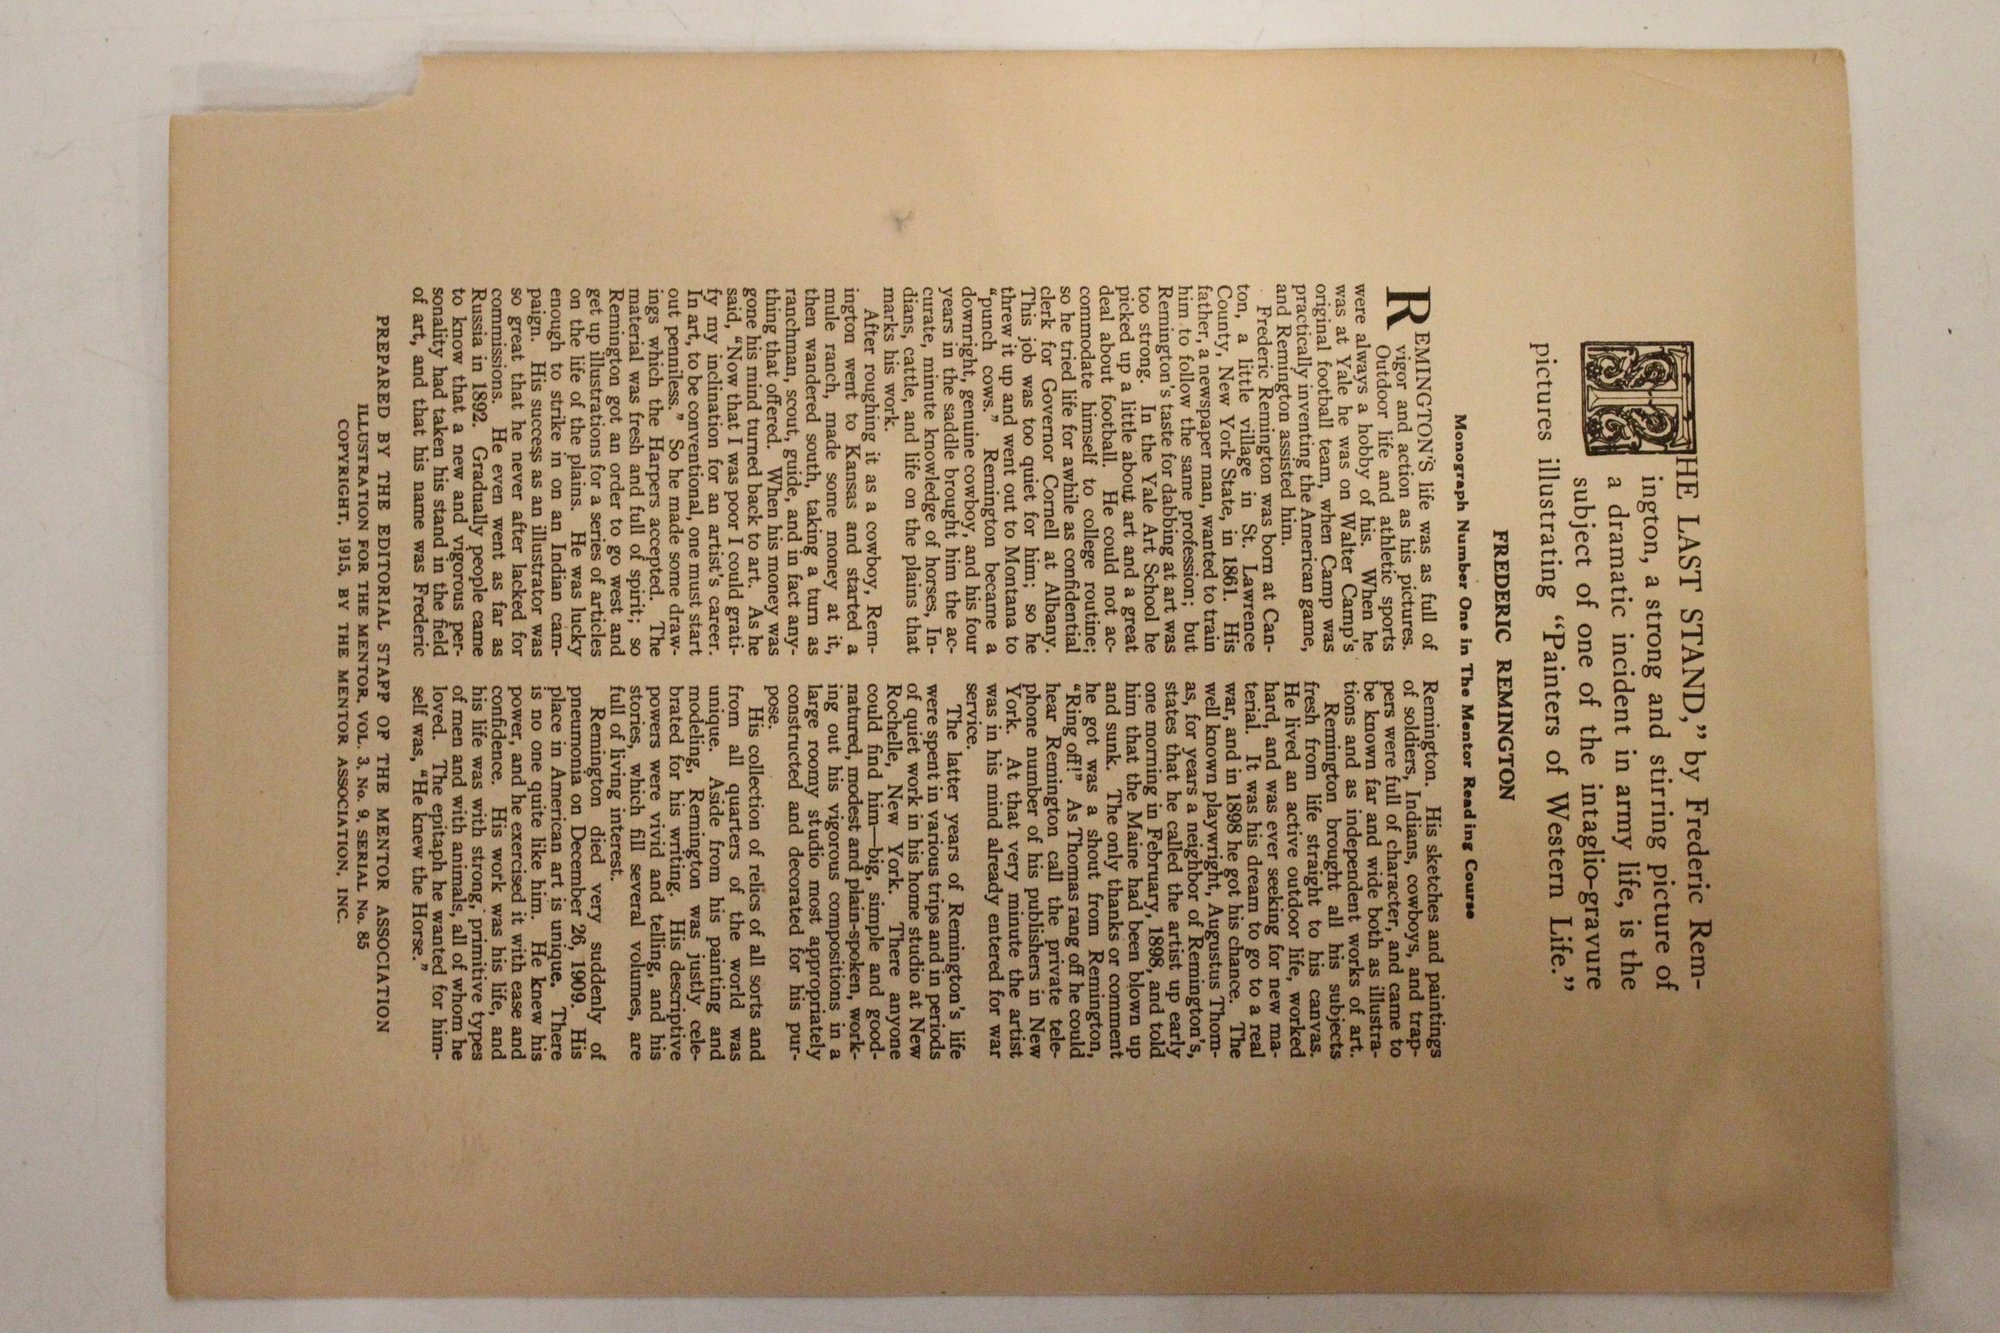 THE LAST STAND," by Frederic Rem-
ington, a strong and stirring picture of
a dramatic incident in army life, is the
subject of one of the intaglio-gravure
pictures illustrating "Painters of Western Life."
FREDERIC REMINGTON
Monograph Number One in The Mentor Reading Course
REMINGTON'S life was as full of
vigor and action as his pictures.
Outdoor life and athletic sports
were always a hobby of his. When he
was at Yale he was on Walter Camp's
original football team, when Camp was
practically inventing the American game,
and Remington assisted him.
Frederic Remington was born at Can-
ton, a little village in St. Lawrence
County, New York State, in 1861. His
father, a newspaper man, wanted to train
him to follow the same profession; but
Remington's taste for dabbing at art was
too strong. In the Yale Art School he
picked up a little about art and a great
deal about football. He could not ac-
commodate himself to college routine;
so he tried life for awhile as confidential
clerk for Governor Cornell at Albany.
This job was too quiet for him; so he
threw it up and went out to Montana to
"punch cows." Remington became a
downright, genuine cowboy, and his four
years in the saddle brought him the ac-
curate, minute knowledge of horses, In-
dians, cattle, and life on the plains that
marks his work.
After roughing it as a cowboy, Rem-
ington went to Kansas and started a
mule ranch, made some money at it,
then wandered south, taking a turn as
ranchman, scout, guide, and in fact any-
thing that offered. When his money was
gone his mind turned back to art. As he
said, "Now that I was poor I could grati-
fy my inclination for an artist's career.
In art, to be conventional, one must start
out penniless." So he made some draw-
ings which the Harpers accepted. The
material was fresh and full of spirit; so
Remington got an order to go west and
get up illustrations for a series of articles
on the life of the plains. He was lucky
enough to strike in on an Indian cam-
paign. His success as an illustrator was
so great that he never after lacked for
commissions. He even went as far as
Russia in 1892. Gradually people came
to know that a new and vigorous per-
sonality had taken his stand in the field
of art, and that his name was Frederic
Remington. His sketches and paintings
of soldiers, Indians, cowboys, and trap-
pers were full of character, and came to
be known far and wide both as illustra-
tions and as independent works of art.
Remington brought all his subjects
fresh from life straight to his canvas.
He lived an active outdoor life, worked
hard, and was ever seeking for new ma-
terial. It was his dream to go to a real
war, and in 1898 he got his chance. The
well known playwright, Augustus Thom-
as, for years a neighbor of Remington's,
states that he called the artist up early
one morning in February, 1898, and told
him that the Maine had been blown up
and sunk. The only thanks or comment
he got was a shout from Remington,
"Ring off!" As Thomas rang off he could
hear Remington call the private tele-
phone number of his publishers in New
York. At that very minute the artist
was in his mind already entered for war
service.
The latter years of Remington's life
were spent in various trips and in periods
of quiet work in his home studio at New
Rochelle, New York. There anyone
could find him—big, simple and good-
natured, modest and plain-spoken, work-
ing out his vigorous compositions in a
large roomy studio most appropriately
constructed and decorated for his pur-
pose.
His collection of relics of all sorts and
from all quarters of the world was
unique. Aside from his painting and
modeling, Remington was justly cele-
brated for his writing. His descriptive
powers were vivid and telling, and his
stories, which fill several volumes, are
full of living interest.
Remington died very suddenly of
pneumonia on December 26, 1909. His
place in American art is unique. There
is no one quite like him. He knew his
power, and he exercised it with ease and
confidence. His work was his life, and
his life was with strong, primitive types
of men and with animals, all of whom he
loved. The epitaph he wanted for him-
self was, "He knew the Horse."
PREPARED BY THE EDITORIAL STAFF OF THE MENTOR ASSOCIATION
ILLUSTRATION FOR THE MENTOR, VOL. 3, No. 9, SERIAL No. 85
COPYRIGHT, 1915, BY THE MENTOR ASSOCIATION, INC.